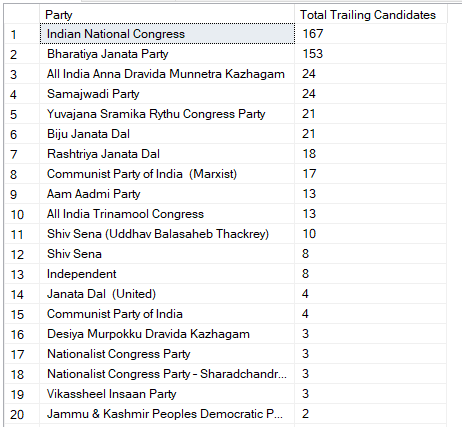 Party Total Trailing Candidates
1 Indian National Congress 167
2 Bharatiya Janata Party 153
3 All India Anna Dravida Munnetra Kazhagam 24
4 Samajwadi Party 24
5 Yuvajana Sramika Rythu Congress Party 21
6 Biju Janata Dal 21
7 Rashtriya Janata Dal 18
8 Communist Party of India (Marxist) 17
9 Aam Aadmi Party 13
10 All India Trinamool Congress 13
11 Shiv Sena (Uddhav Balasaheb Thackrey) 10
12 Shiv Sena 8
13 Independent 8
14 Janata Dal (United) 4
15 Communist Party of India 4
16 Desiya Murpokku Dravida Kazhagam 3
17 Nationalist Congress Party 3
18 Nationalist Congress Party – Sharadchandr... 3
19 Vikassheel Insaan Party 3
20 Jammu & Kashmir Peoples Democratic P... 2